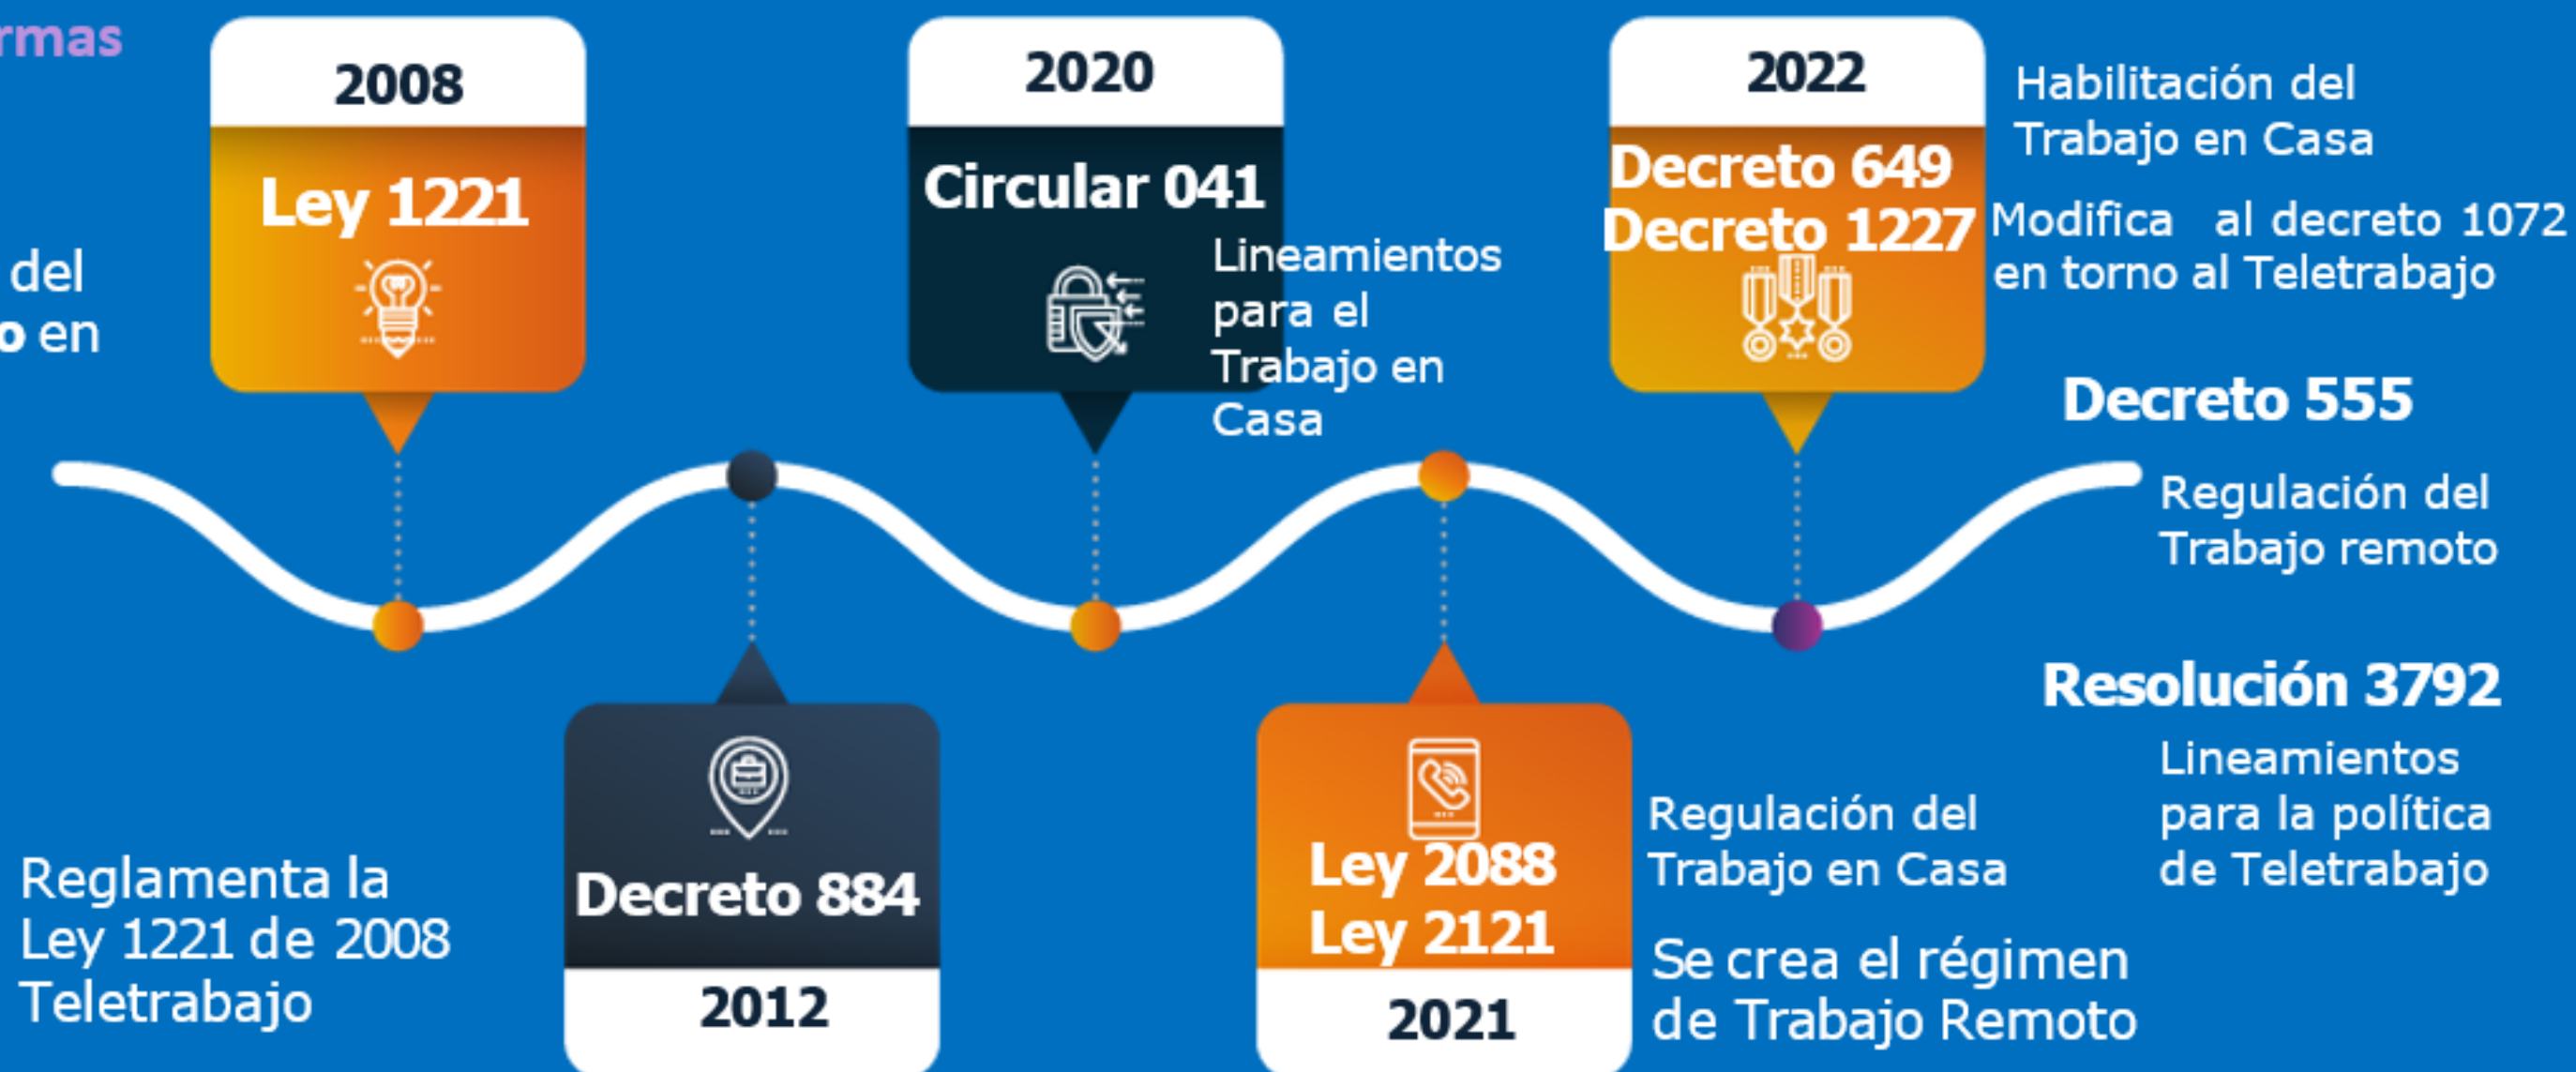 rmas
del
o en
2008
Ley 1221
Reglamenta la
Ley 1221 de 2008
Teletrabajo
Decreto 884
2012
2020
Circular 041
Lineamientos
para el
Trabajo en
Casa
Ley 2088
Ley 2121
2021
Regulación del
Trabajo en Casa
Se crea el régimen
de Trabajo Remoto
2022
Decreto 649
Decreto 1227
Habilitación del
Trabajo en Casa
Modifica al decreto 1072
en torno al Teletrabajo
Decreto 555
Regulación del
Trabajo remoto
Resolución 3792
Lineamientos
para la política
de Teletrabajo